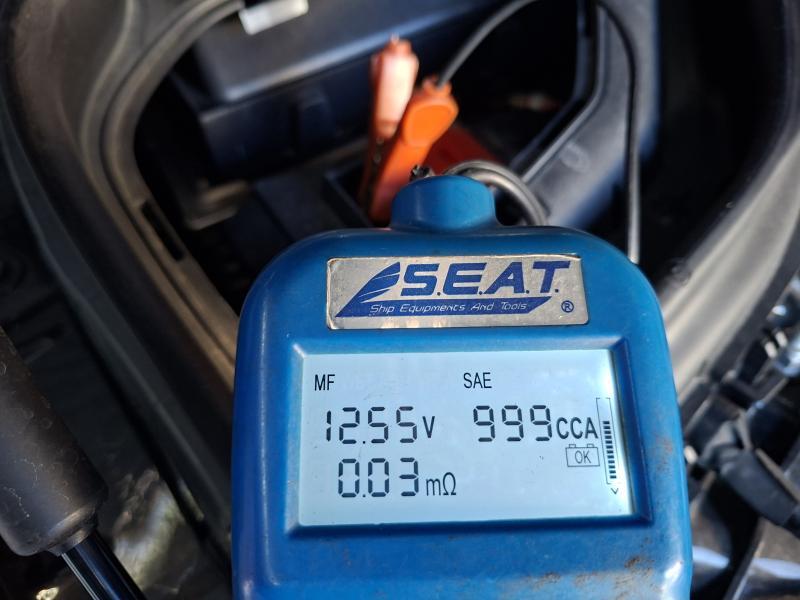 S.E.A.T.
Ship Equipments And Tools ®
MF SAE
12.55V 999CCA
OK
0.03mΩ